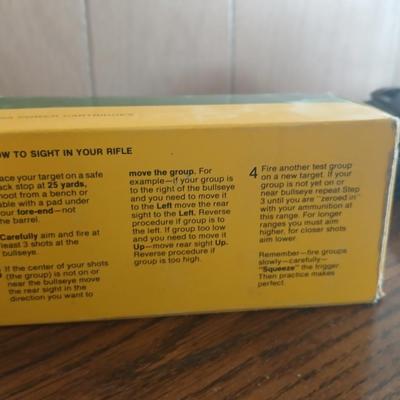 POWER CARTRIDGES
OW TO SIGHT IN YOUR RIFLE
ace your target on a safe
ck stop at 25 yards,
hoot from a bench or
able with a pad under
our fore-end—not
he barrel.
Carefully aim and fire at
least 3 shots at the
bullseye.
If the center of your shots
(the group) is not on or
near the bullseye move
the rear sight in the
direction you want to
move the group. For
example—if your group is
to the right of the bullseye
and you need to move it
to the Left move the rear
sight to the Left. Reverse
procedure if group is to
the left. If group too low
and you need to move it
Up—move rear sight Up.
Reverse procedure if
group is too high.
4 Fire another test group
on a new target. If your
group is not yet on or
near bullseye repeat Step
3 until you are "zeroed in"
with your ammunition at
this range. For longer
ranges you must aim
higher, for closer shots
aim lower.
Remember—fire groups
slowly—carefully—
"Squeeze" the trigger.
Then practice makes
perfect.